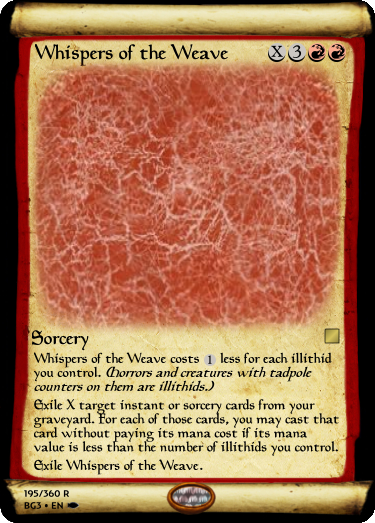 Whispers of the Weave X 3 R R
Sorcery
Whispers of the Weave costs 1 less for each illithid
you control. (Horrors and creatures with tadpole
counters on them are illithids.)
Exile X target instant or sorcery cards from your
graveyard. For each of those cards, you may cast that
card without paying its mana cost if its mana
value is less than the number of illithids you control.
Exile Whispers of the Weave.
195/360 R
BG3 • EN